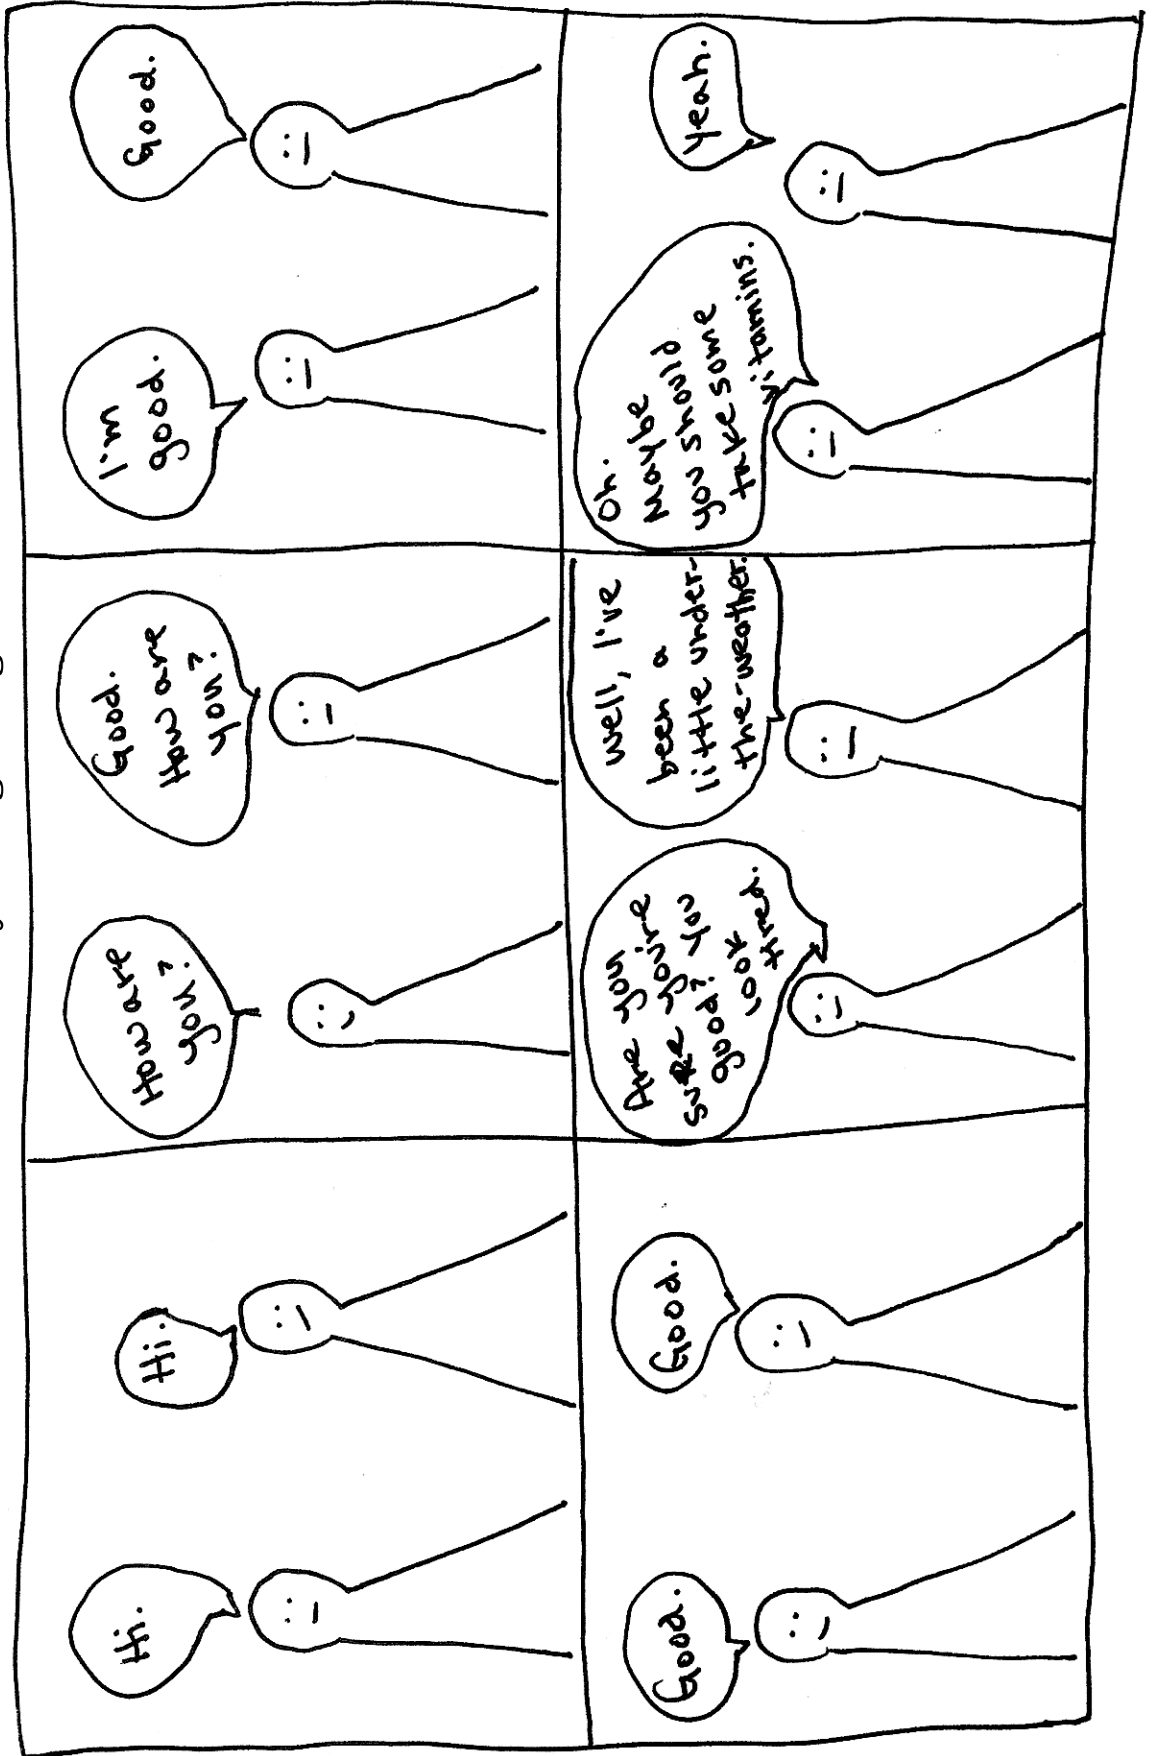 Hi.
Hi.
How are
you?
Good.
How are
you?
I'm
good.
Good.
Good.
Good.
Are you
sure you're
good? You
look
tired.
Well, I've
been a
little under-
the-weather.
Oh.
Maybe
you should
take some
vitamins.
Yeah.